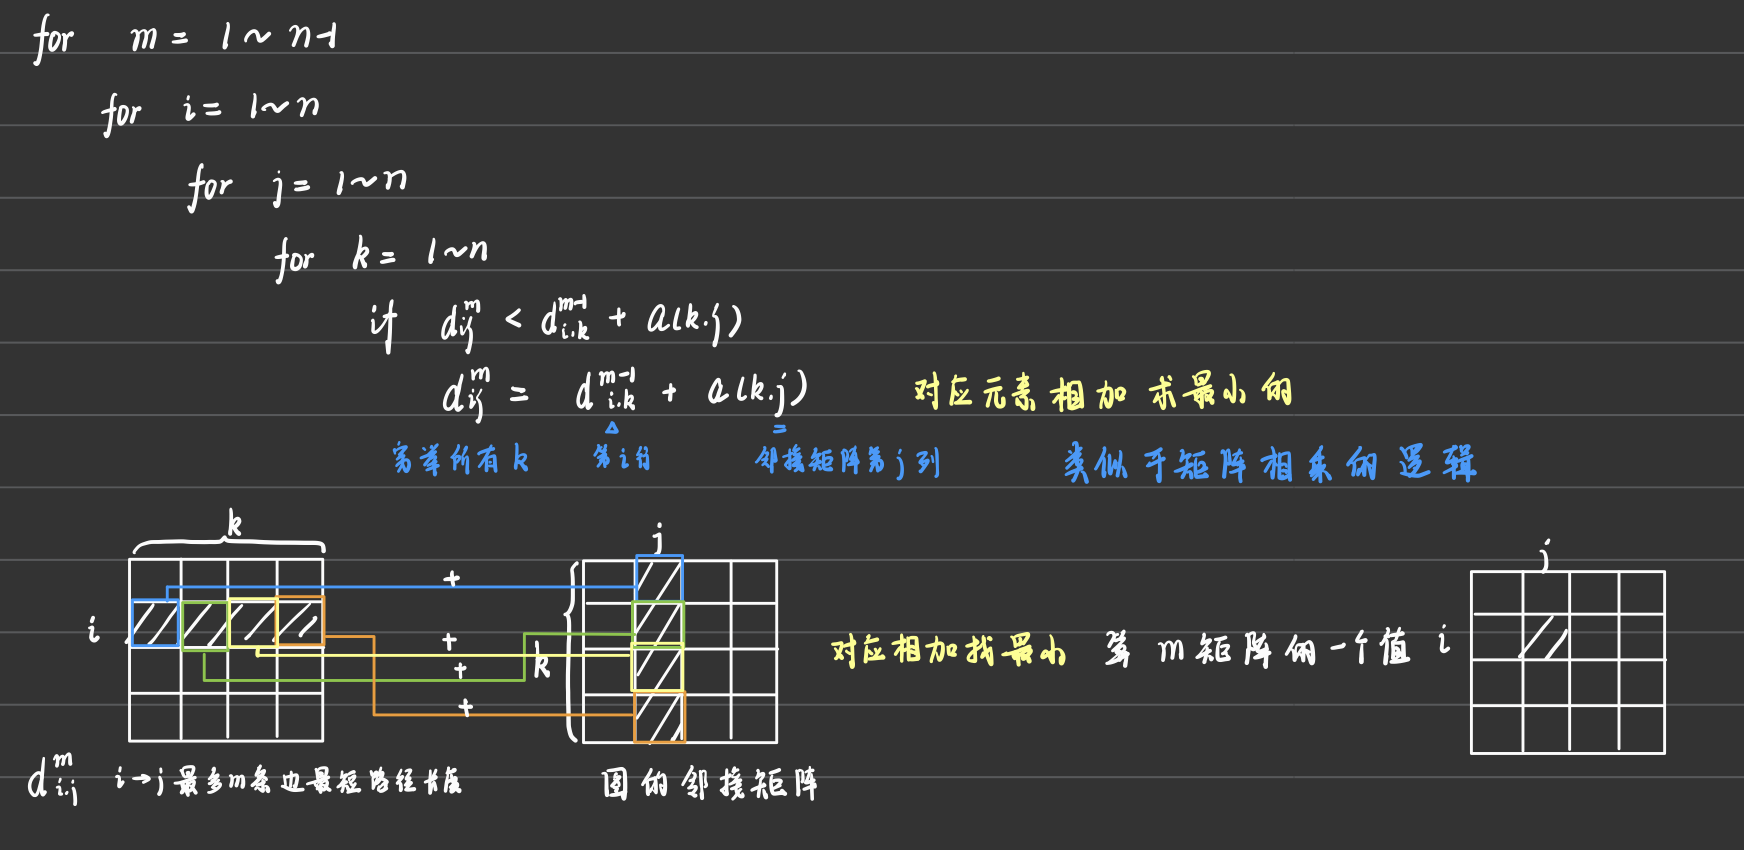 for m = 1 ~ n-1
for i = 1 ~ n
for j = 1 ~ n
for k = 1 ~ n
if d_{ij}^{m} < d_{i.k}^{m-1} + a(k.j)
d_{ij}^{m} = d_{i.k}^{m-1} + a(k.j) 对应元素相加 求最小的
穷举所有k 第i行 邻接矩阵第j列 类似于矩阵相乘的逻辑
k j j
+
i + k 对应相加找最小 第m矩阵的一个值 i
+
+
d_{i.j}^{m} i→j最多m条边最短路径长度 图的邻接矩阵